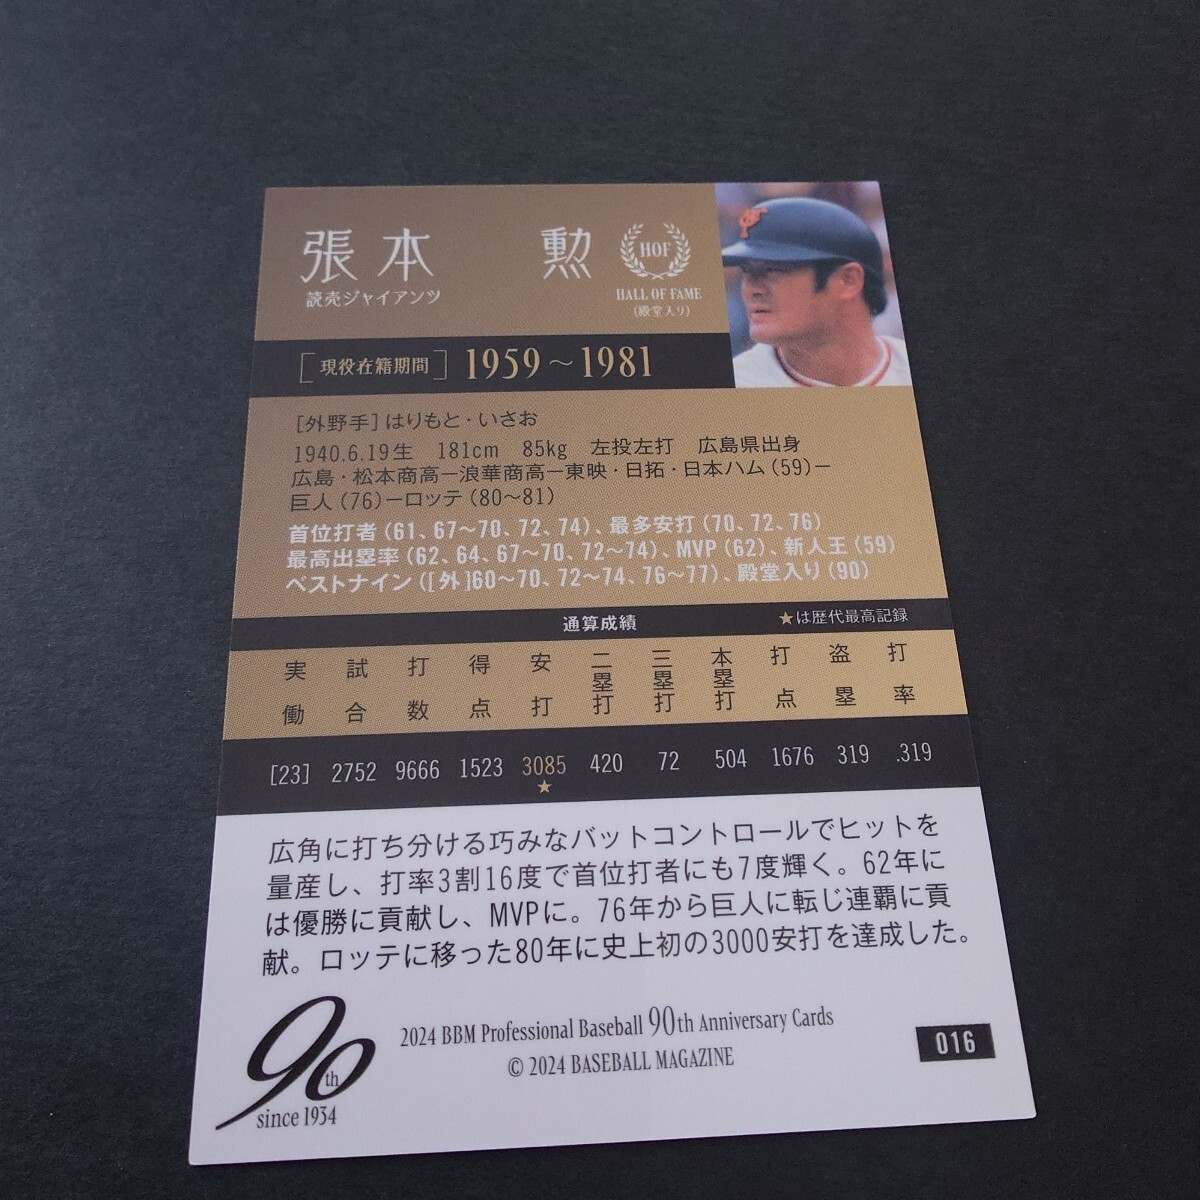 張本 勲
読売ジャイアンツ
HOF
HALL OF FAME
(殿堂入り)
YG
[現役在籍期間] 1959〜1981
[外野手] はりもと・いさお
1940.6.19生 181cm 85kg 左投左打 広島県出身
広島・松本商高ー浪華商高ー東映・日拓・日本ハム(59)ー
巨人(76)ーロッテ(80〜81)
首位打者(61、67〜70、72、74)、最多安打(70、72、76)
最高出塁率(62、64、67〜70、72〜74)、MVP(62)、新人王(59)
ベストナイン([外]60〜70、72〜74、76〜77)、殿堂入り(90)
通算成績 ★は歴代最高記録
実働 試合 打数 得点 安打 二塁打 三塁打 本塁打 打点 盗塁 打率
[23] 2752 9666 1523 3085 420 72 504 1676 319 .319
★
広角に打ち分ける巧みなバットコントロールでヒットを
量産し、打率3割16度で首位打者にも7度輝く。62年に
は優勝に貢献し、MVPに。76年から巨人に転じ連覇に貢
献。ロッテに移った80年に史上初の3000安打を達成した。
90th
since 1934
2024 BBM Professional Baseball 90th Anniversary Cards
© 2024 BASEBALL MAGAZINE
016